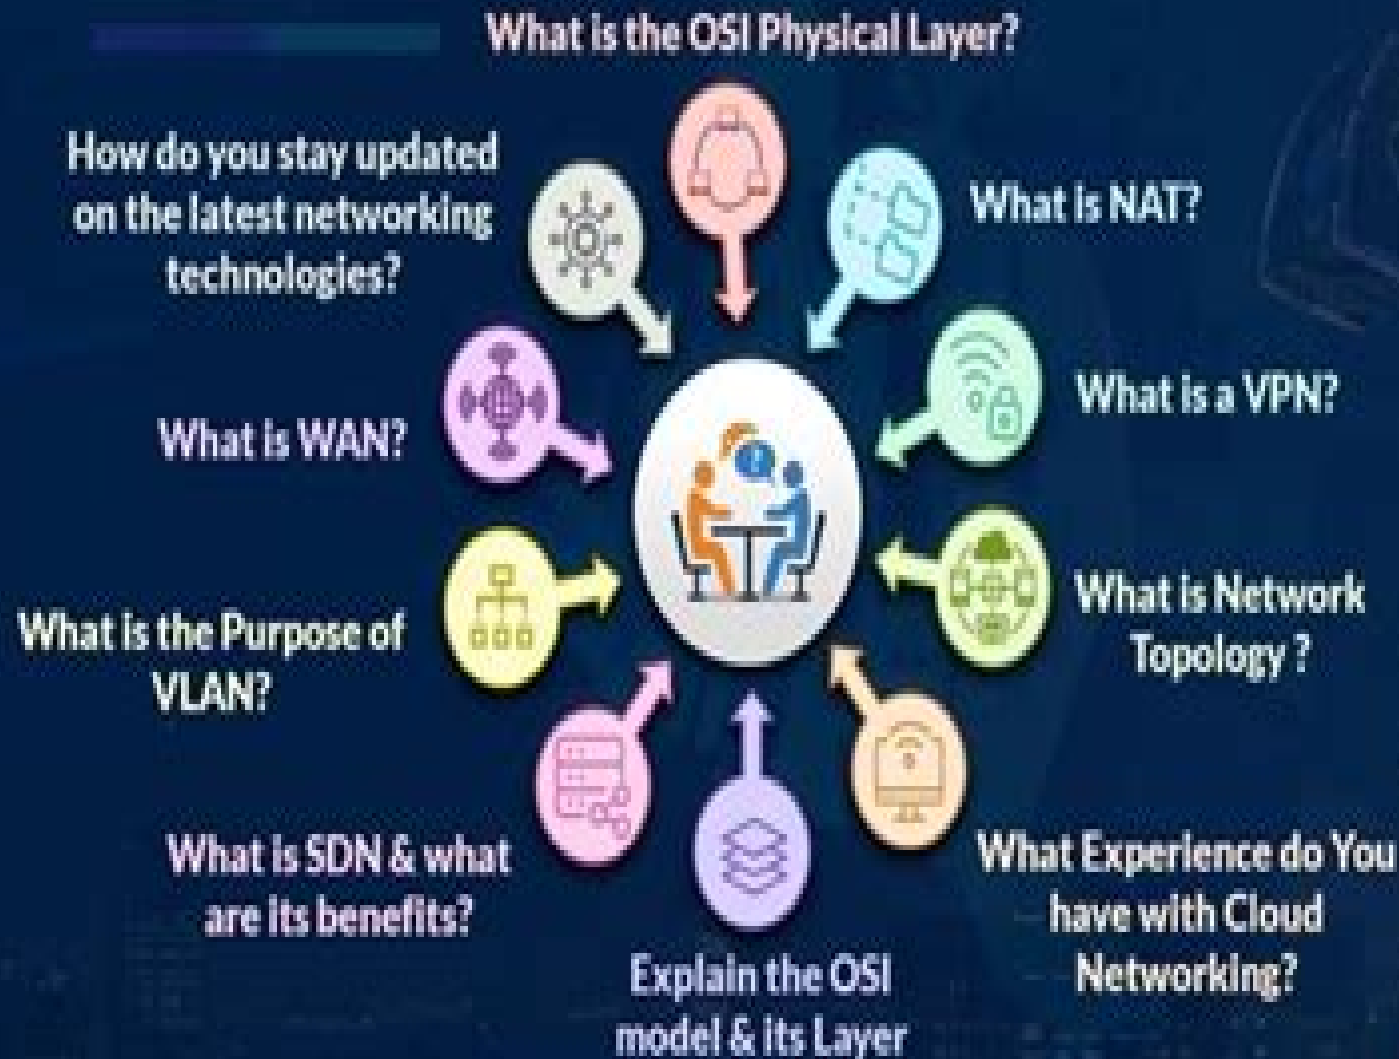 What is the OSI Physical Layer?
How do you stay updated
on the latest networking
technologies?
What is NAT?
What is a VPN?
What is WAN?
What is Network
Topology ?
What is the Purpose of
VLAN?
What is SDN & what
are its benefits?
What Experience do You
have with Cloud
Networking?
Explain the OSI
model & its Layer